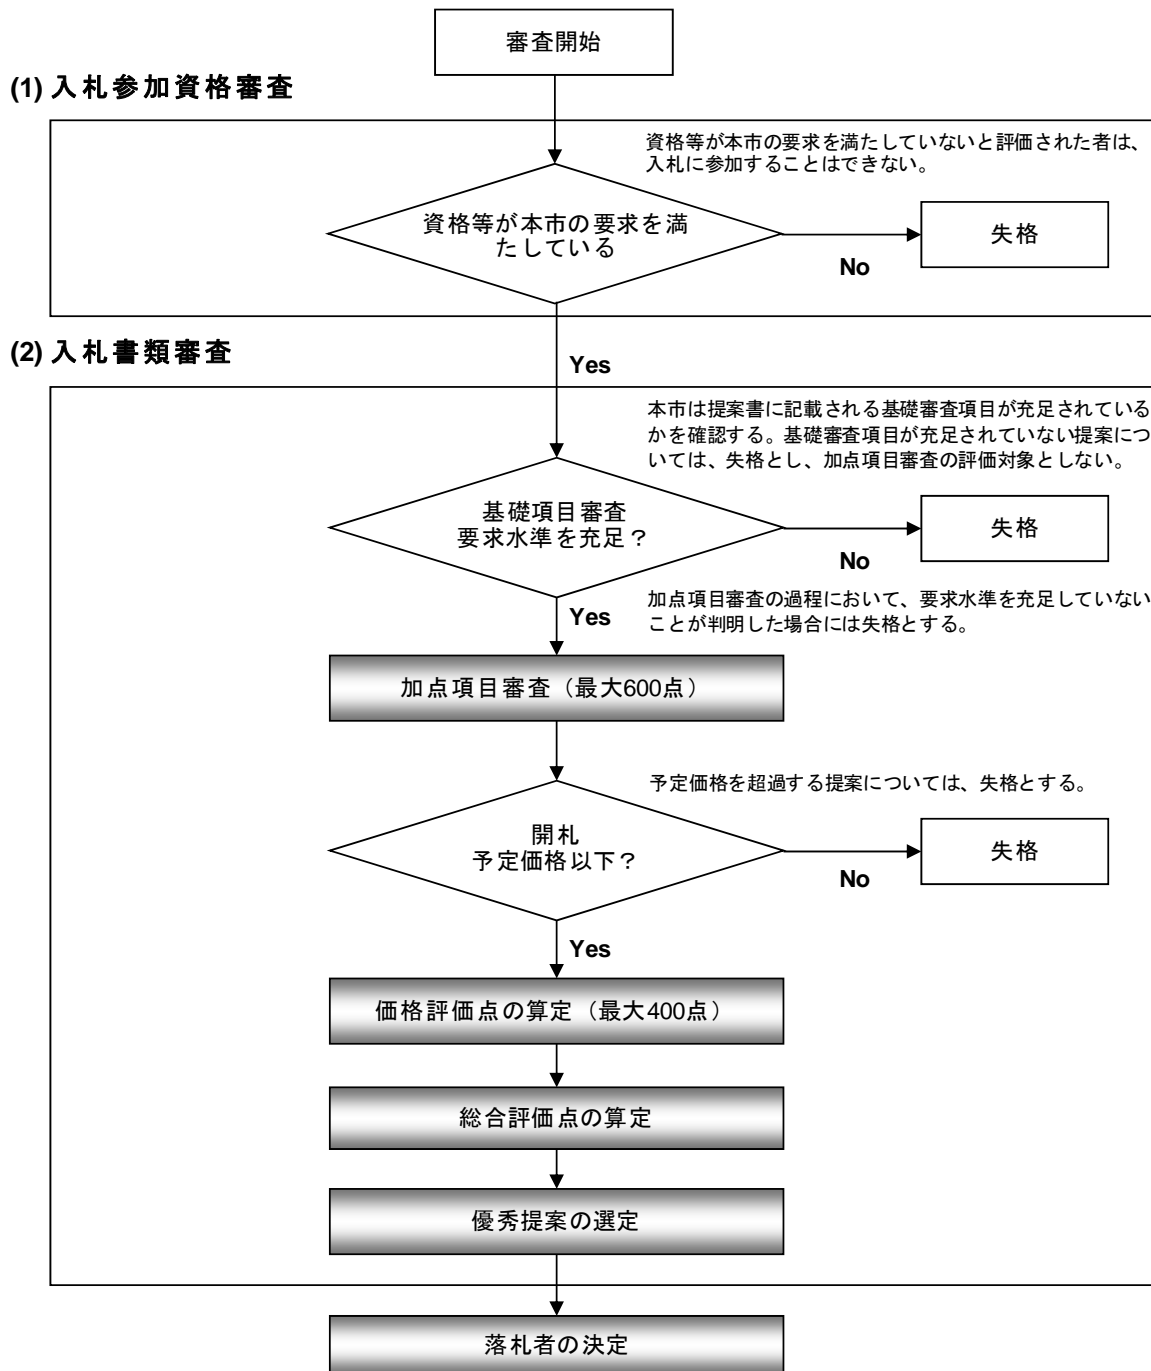 審査開始
(1) 入札参加資格審査
資格等が本市の要求を満たしていないと評価された者は、
入札に参加することはできない。
資格等が本市の要求を満
たしている
失格
No
(2) 入札書類審査
Yes
本市は提案書に記載される基礎審査項目が充足されている
かを確認する。基礎審査項目が充足されていない提案につ
いては、失格とし、加点項目審査の評価対象としない。
基礎項目審査
要求水準を充足？
失格
No
Yes
加点項目審査の過程において、要求水準を充足していない
ことが判明した場合には失格とする。
加点項目審査（最大600点）
予定価格を超過する提案については、失格とする。
開札
予定価格以下？
失格
No
Yes
価格評価点の算定（最大400点）
総合評価点の算定
優秀提案の選定
落札者の決定